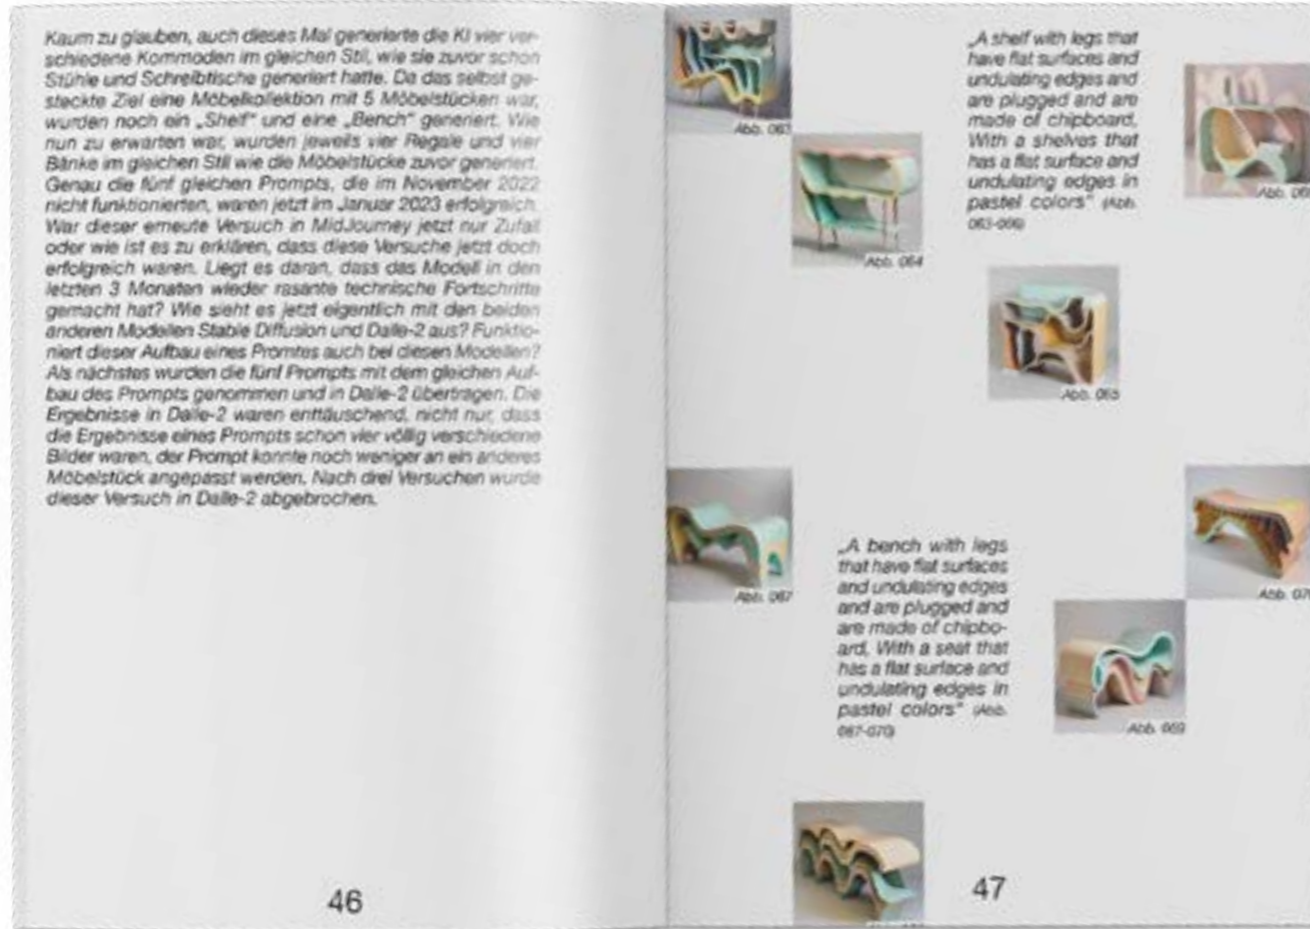 Kaum zu glauben, auch dieses Mal generierte die KI vier ver-
schiedene Kommoden im gleichen Stil, wie sie zuvor schon
Stühle und Schreibtische generiert hatte. Da das selbst ge-
steckte Ziel eine Möbelkollektion mit 5 Möbelstücken war,
wurden noch ein „Shelf“ und eine „Bench“ generiert. Wie
nun zu erwarten war, wurden jeweils vier Regale und vier
Bänke im gleichen Stil wie die Möbelstücke zuvor generiert.
Genau die fünf gleichen Prompts, die im November 2022
nicht funktionierten, waren jetzt im Januar 2023 erfolgreich.
War dieser erneute Versuch in MidJourney jetzt nur Zufall
oder wie ist es zu erklären, dass diese Versuche jetzt doch
erfolgreich waren. Liegt es daran, dass das Modell in den
letzten 3 Monaten wieder rasante technische Fortschritte
gemacht hat? Wie sieht es jetzt eigentlich mit den beiden
anderen Modellen Stable Diffusion und Dalle-2 aus? Funktio-
niert dieser Aufbau eines Promtes auch bei diesen Modellen?
Als nächstes wurden die fünf Prompts mit dem gleichen Auf-
bau des Prompts genommen und in Dalle-2 übertragen. Die
Ergebnisse in Dalle-2 waren enttäuschend, nicht nur, dass
die Ergebnisse eines Prompts schon vier völlig verschiedene
Bilder waren, der Prompt konnte noch weniger an ein anderes
Möbelstück angepasst werden. Nach drei Versuchen wurde
dieser Versuch in Dalle-2 abgebrochen.
46
Abb. 063
Abb. 064
„A shelf with legs that
have flat surfaces and
undulating edges and
are plugged and are
made of chipboard,
With a shelves that
has a flat surface and
undulating edges in
pastel colors“ (Abb.
063-066)
Abb.
Abb. 065
Abb. 067
„A bench with legs
that have flat surfaces
and undulating edges
and are plugged and
are made of chipbo-
ard, With a seat that
has a flat surface and
undulating edges in
pastel colors“ (Abb.
067-070)
Abb.
Abb. 069
47